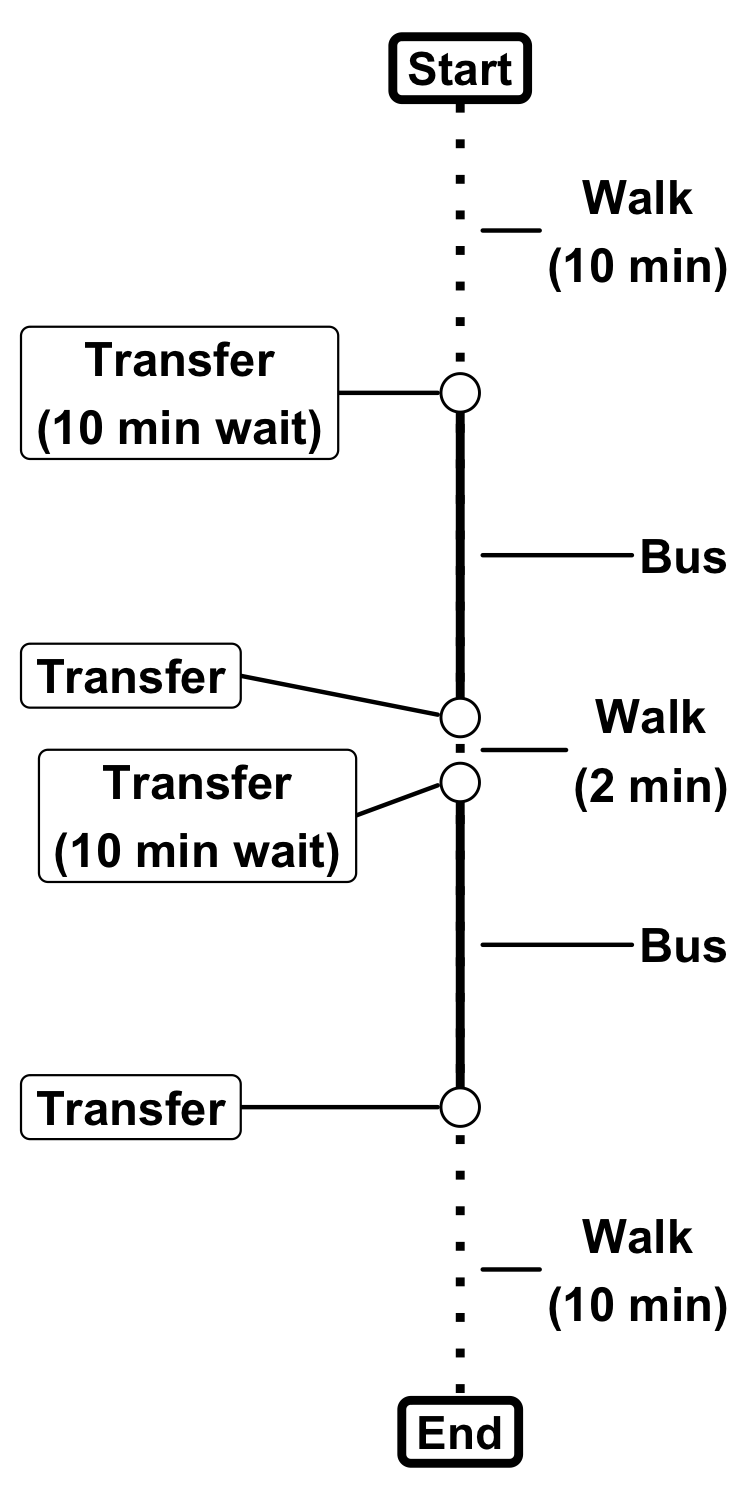 Start
Walk
(10 min)
Transfer
(10 min wait)
Bus
Transfer
Walk
(2 min)
Transfer
(10 min wait)
Bus
Transfer
Walk
(10 min)
End